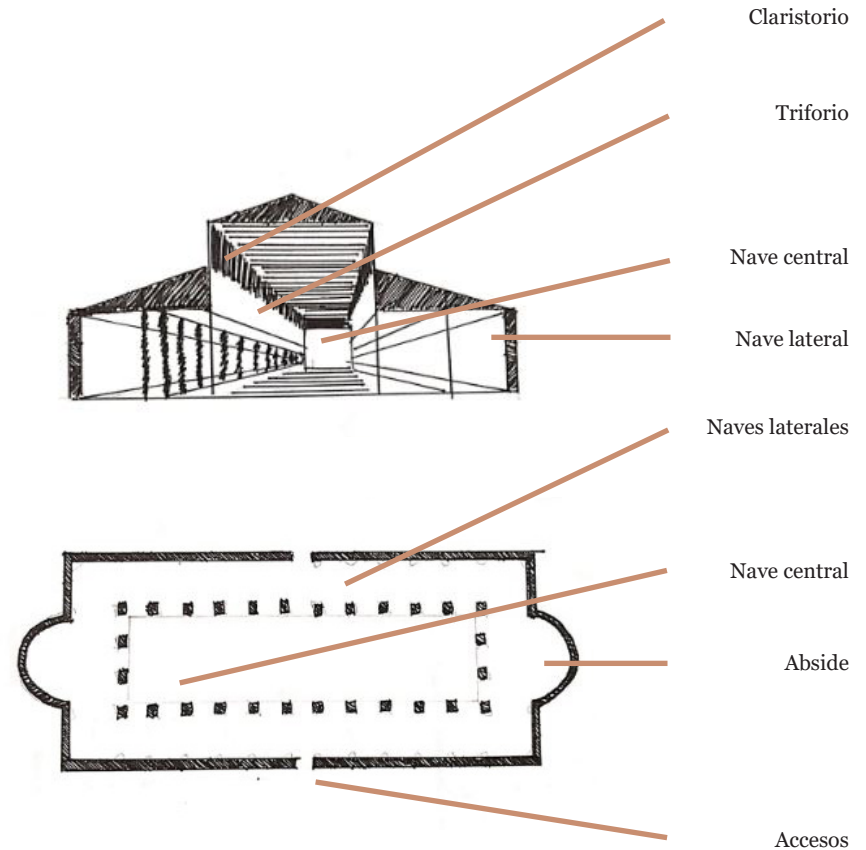 Claristorio
Triforio
Nave central
Nave lateral
Naves laterales
Nave central
Abside
Accesos